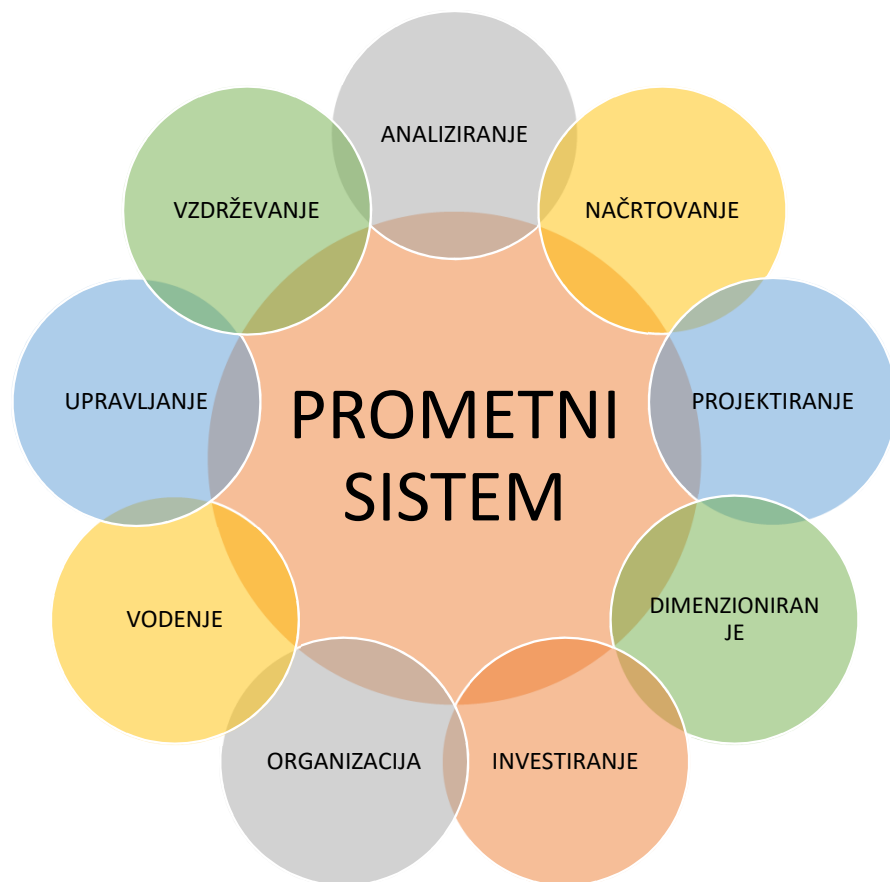 ANALIZIRANJE
NAČRTOVANJE
PROJEKTIRANJE
DIMENZIONIRAN
JE
INVESTIRANJE
ORGANIZACIJA
VODENJE
UPRAVLJANJE
VZDRŽEVANJE
PROMETNI
SISTEM